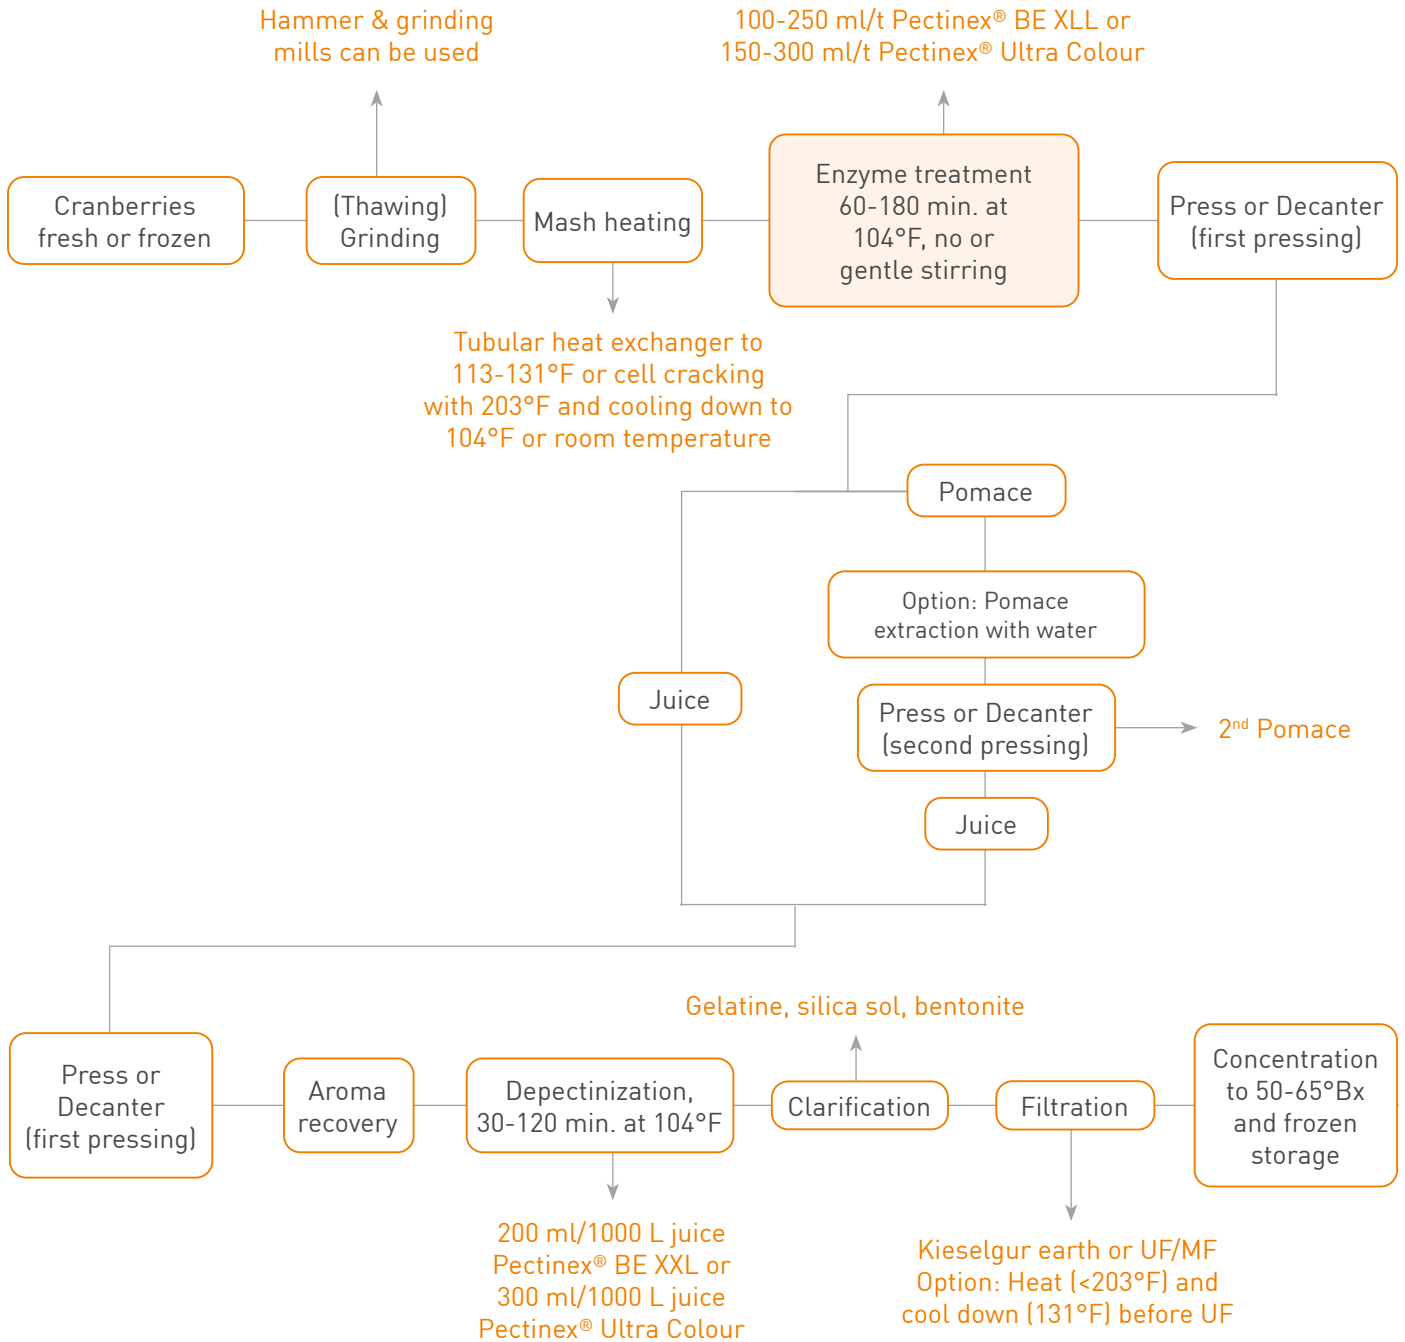 Hammer & grinding
mills can be used
100-250 ml/t Pectinex® BE XLL or
150-300 ml/t Pectinex® Ultra Colour
Cranberries
fresh or frozen
(Thawing)
Grinding
Mash heating
Enzyme treatment
60-180 min. at
104°F, no or
gentle stirring
Press or Decanter
(first pressing)
Tubular heat exchanger to
113-131°F or cell cracking
with 203°F and cooling down to
104°F or room temperature
Pomace
Option: Pomace
extraction with water
Juice
Press or Decanter
(second pressing)
2nd Pomace
Juice
Gelatine, silica sol, bentonite
Press or
Decanter
(first pressing)
Aroma
recovery
Depectinization,
30-120 min. at 104°F
Clarification
Filtration
Concentration
to 50-65°Bx
and frozen
storage
200 ml/1000 L juice
Pectinex® BE XXL or
300 ml/1000 L juice
Pectinex® Ultra Colour
Kieselgur earth or UF/MF
Option: Heat (<203°F) and
cool down (131°F) before UF